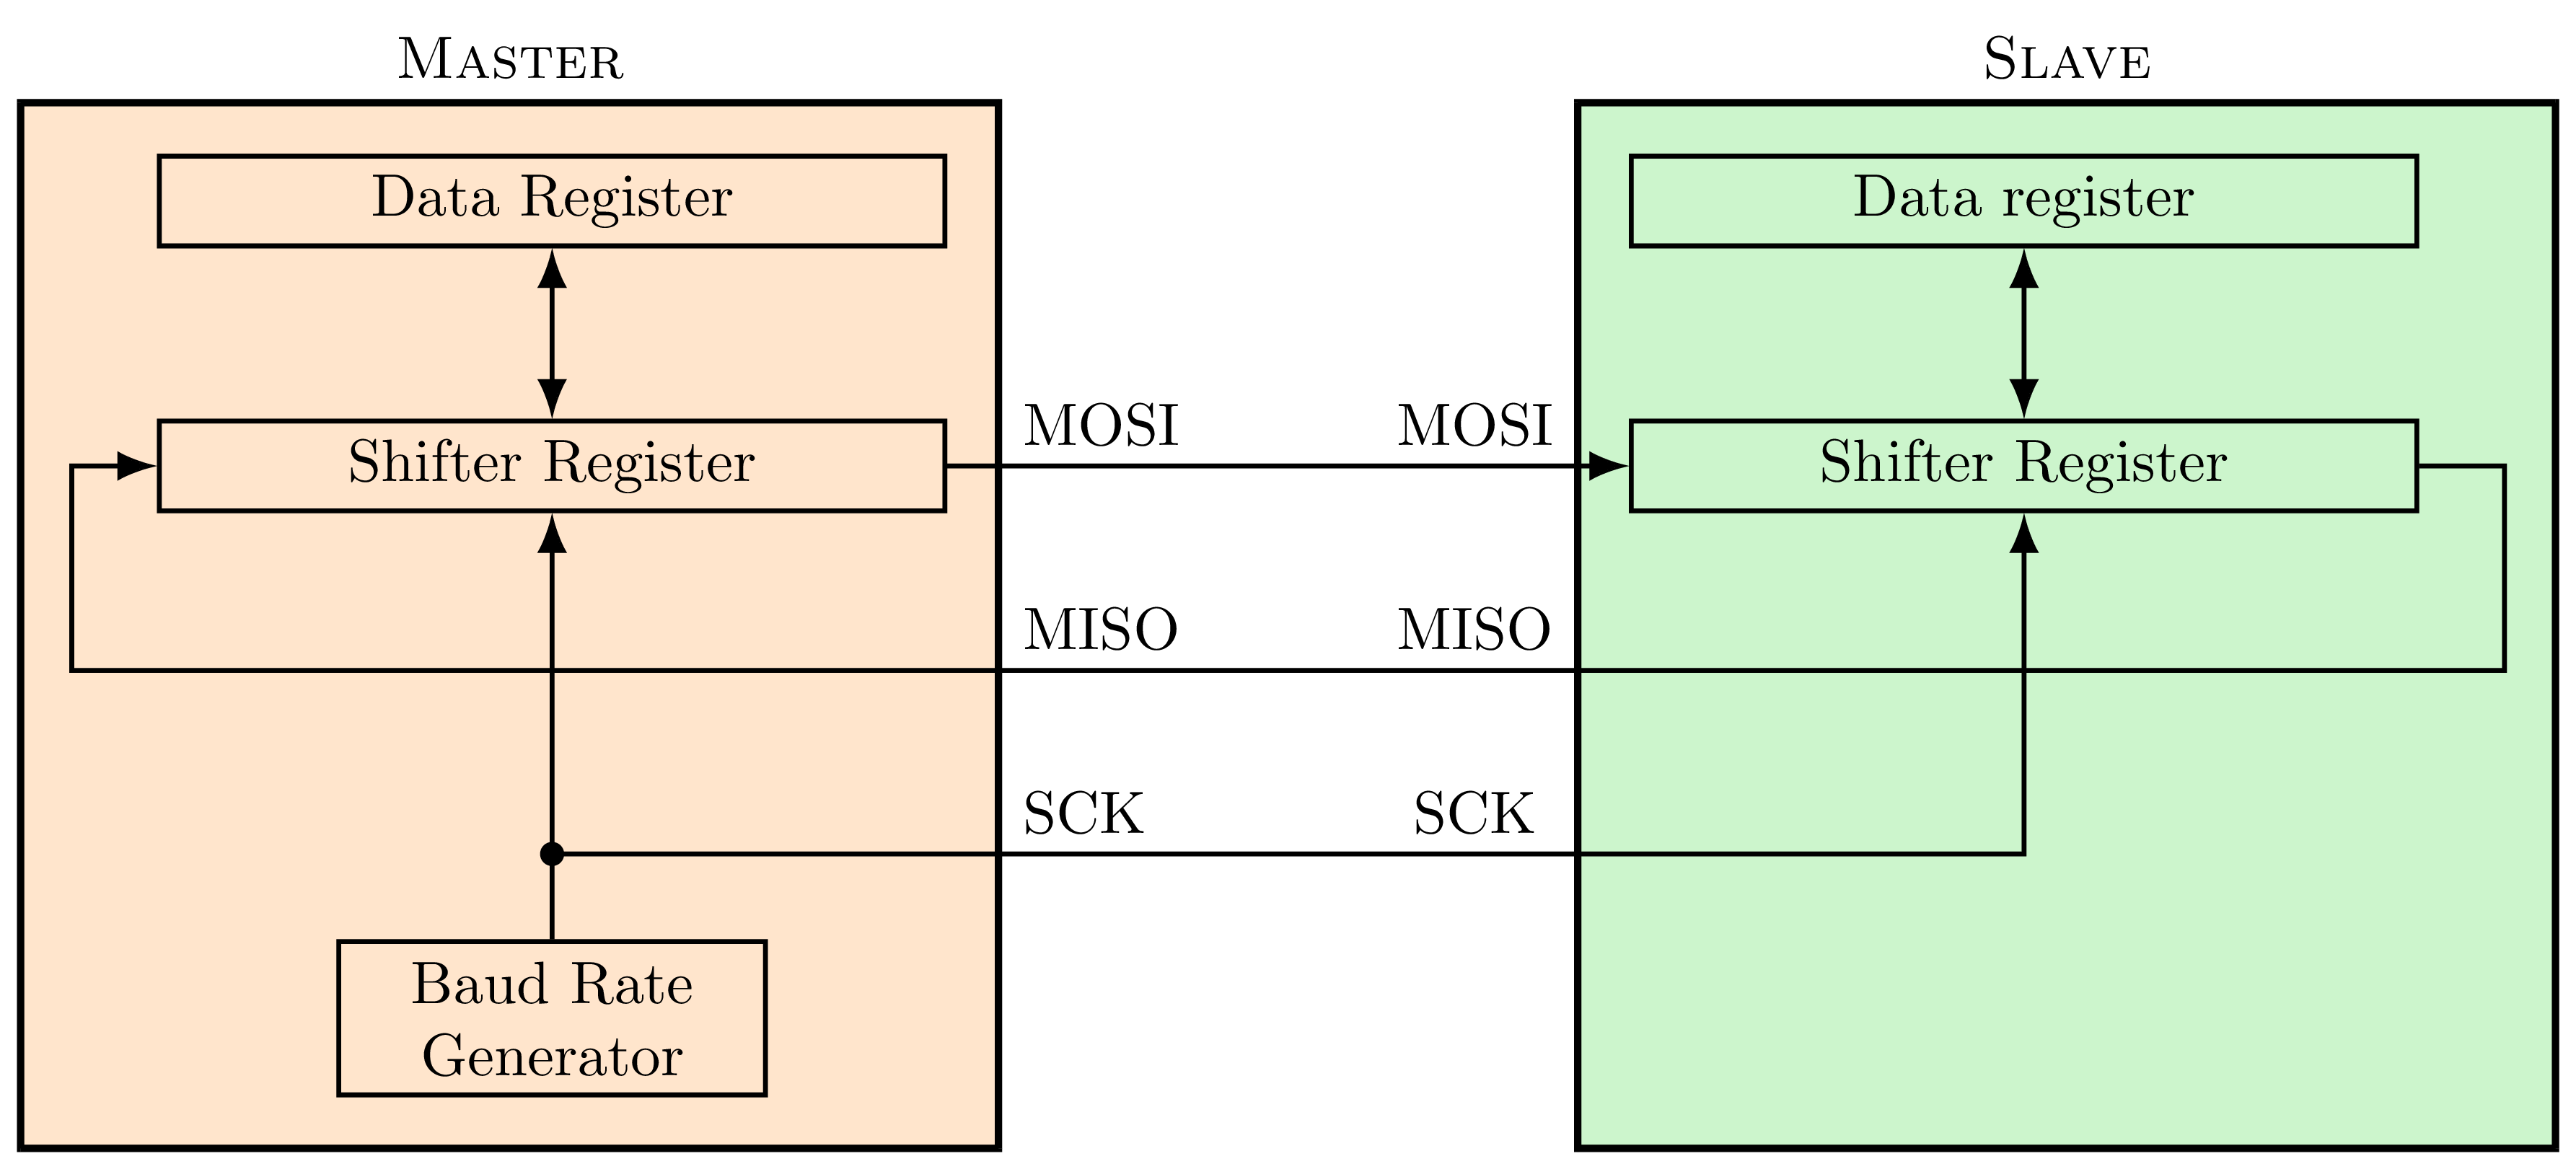 Master
Slave
Data Register
Data register
MOSI
MOSI
Shifter Register
Shifter Register
MISO
MISO
SCK
SCK
Baud Rate
Generator